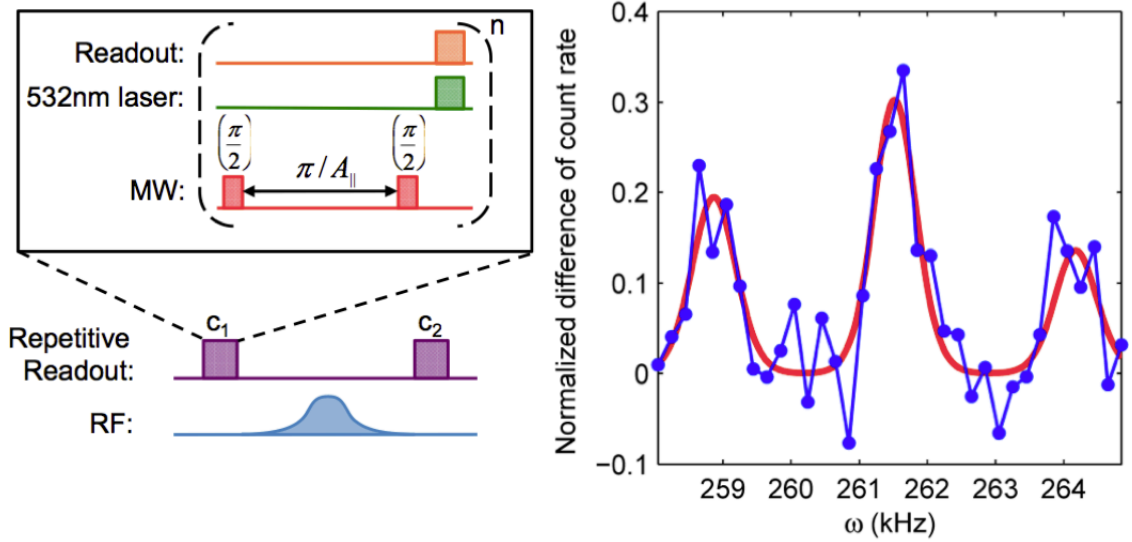 n
Readout:
532nm laser:
(π/2) (π/2)
π/A∥
MW:
c₁ c₂
Repetitive
Readout:
RF:
Normalized difference of count rate
0.4
0.3
0.2
0.1
0
−0.1
259 260 261 262 263 264
ω (kHz)